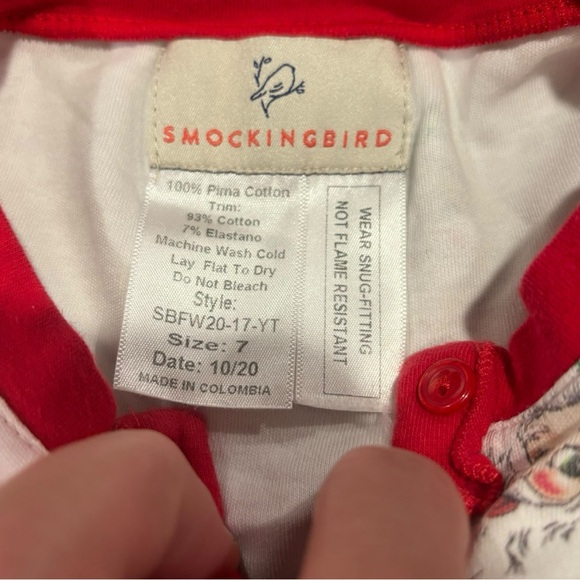 SMOCKINGBIRD
100% Pima Cotton
Trim:
93% Cotton
7% Elastano
Machine Wash Cold
Lay Flat To Dry
Do Not Bleach
Style:
SBFW20-17-YT
Size: 7
Date: 10/20
MADE IN COLOMBIA
WEAR SNUG-FITTING
NOT FLAME RESISTANT